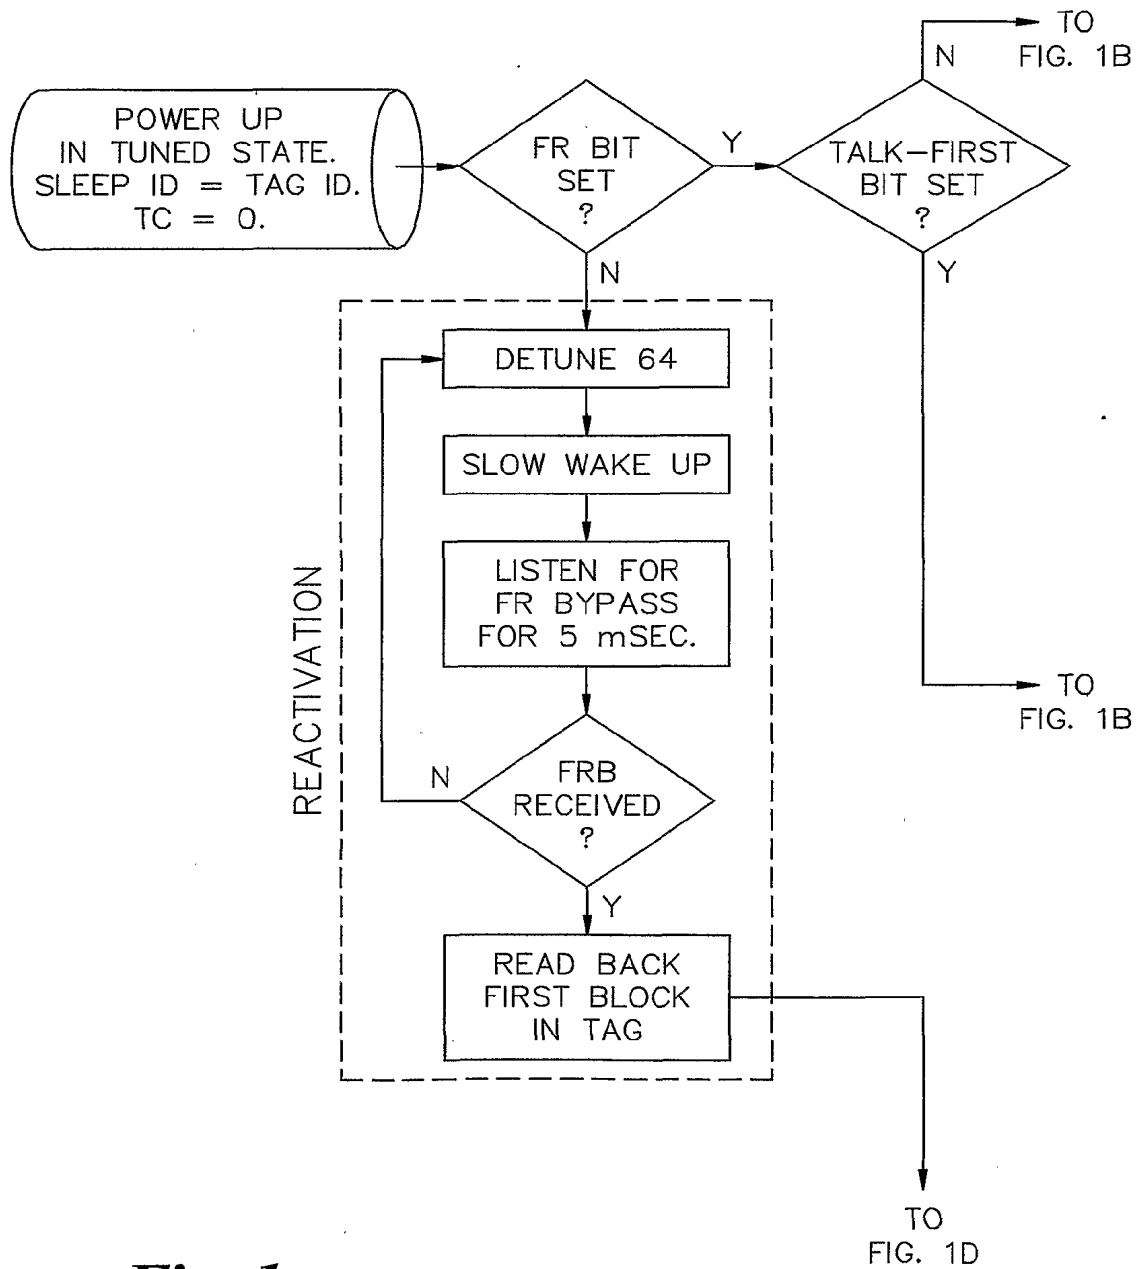 POWER UP
IN TUNED STATE.
SLEEP ID = TAG ID.
TC = 0.
FR BIT
SET
?
Y
N
TALK-FIRST
BIT SET
?
N
TO
FIG. 1B
Y
TO
FIG. 1B
REACTIVATION
DETUNE 64
SLOW WAKE UP
LISTEN FOR
FR BYPASS
FOR 5 mSEC.
FRB
RECEIVED
?
N
Y
READ BACK
FIRST BLOCK
IN TAG
TO
FIG. 1D